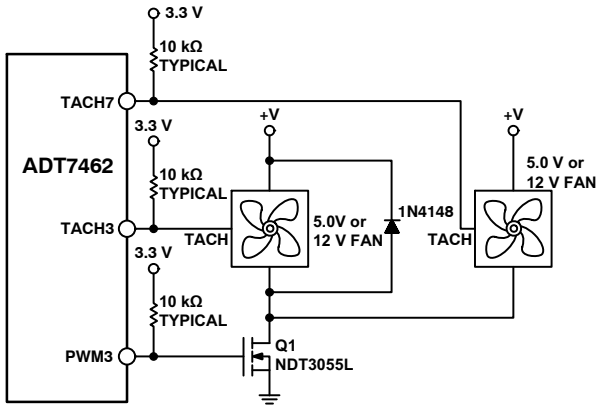 3.3 V
10 kΩ
TYPICAL
TACH7
3.3 V
+V
+V
ADT7462
10 kΩ
TYPICAL
5.0 V or
12 V FAN
1N4148
TACH3
TACH
5.0V or
12 V FAN
TACH
3.3 V
10 kΩ
TYPICAL
Q1
NDT3055L
PWM3